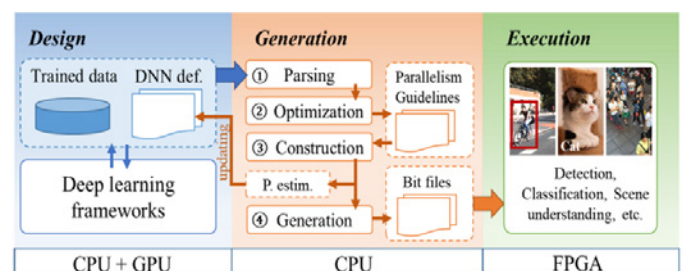 Design
Trained data
DNN def.
Deep learning
frameworks
CPU + GPU
updating
Generation
① Parsing
② Optimization
③ Construction
P. estim.
④ Generation
Parallelism
Guidelines
Bit files
CPU
Execution
Cat
Detection,
Classification, Scene
understanding, etc.
FPGA